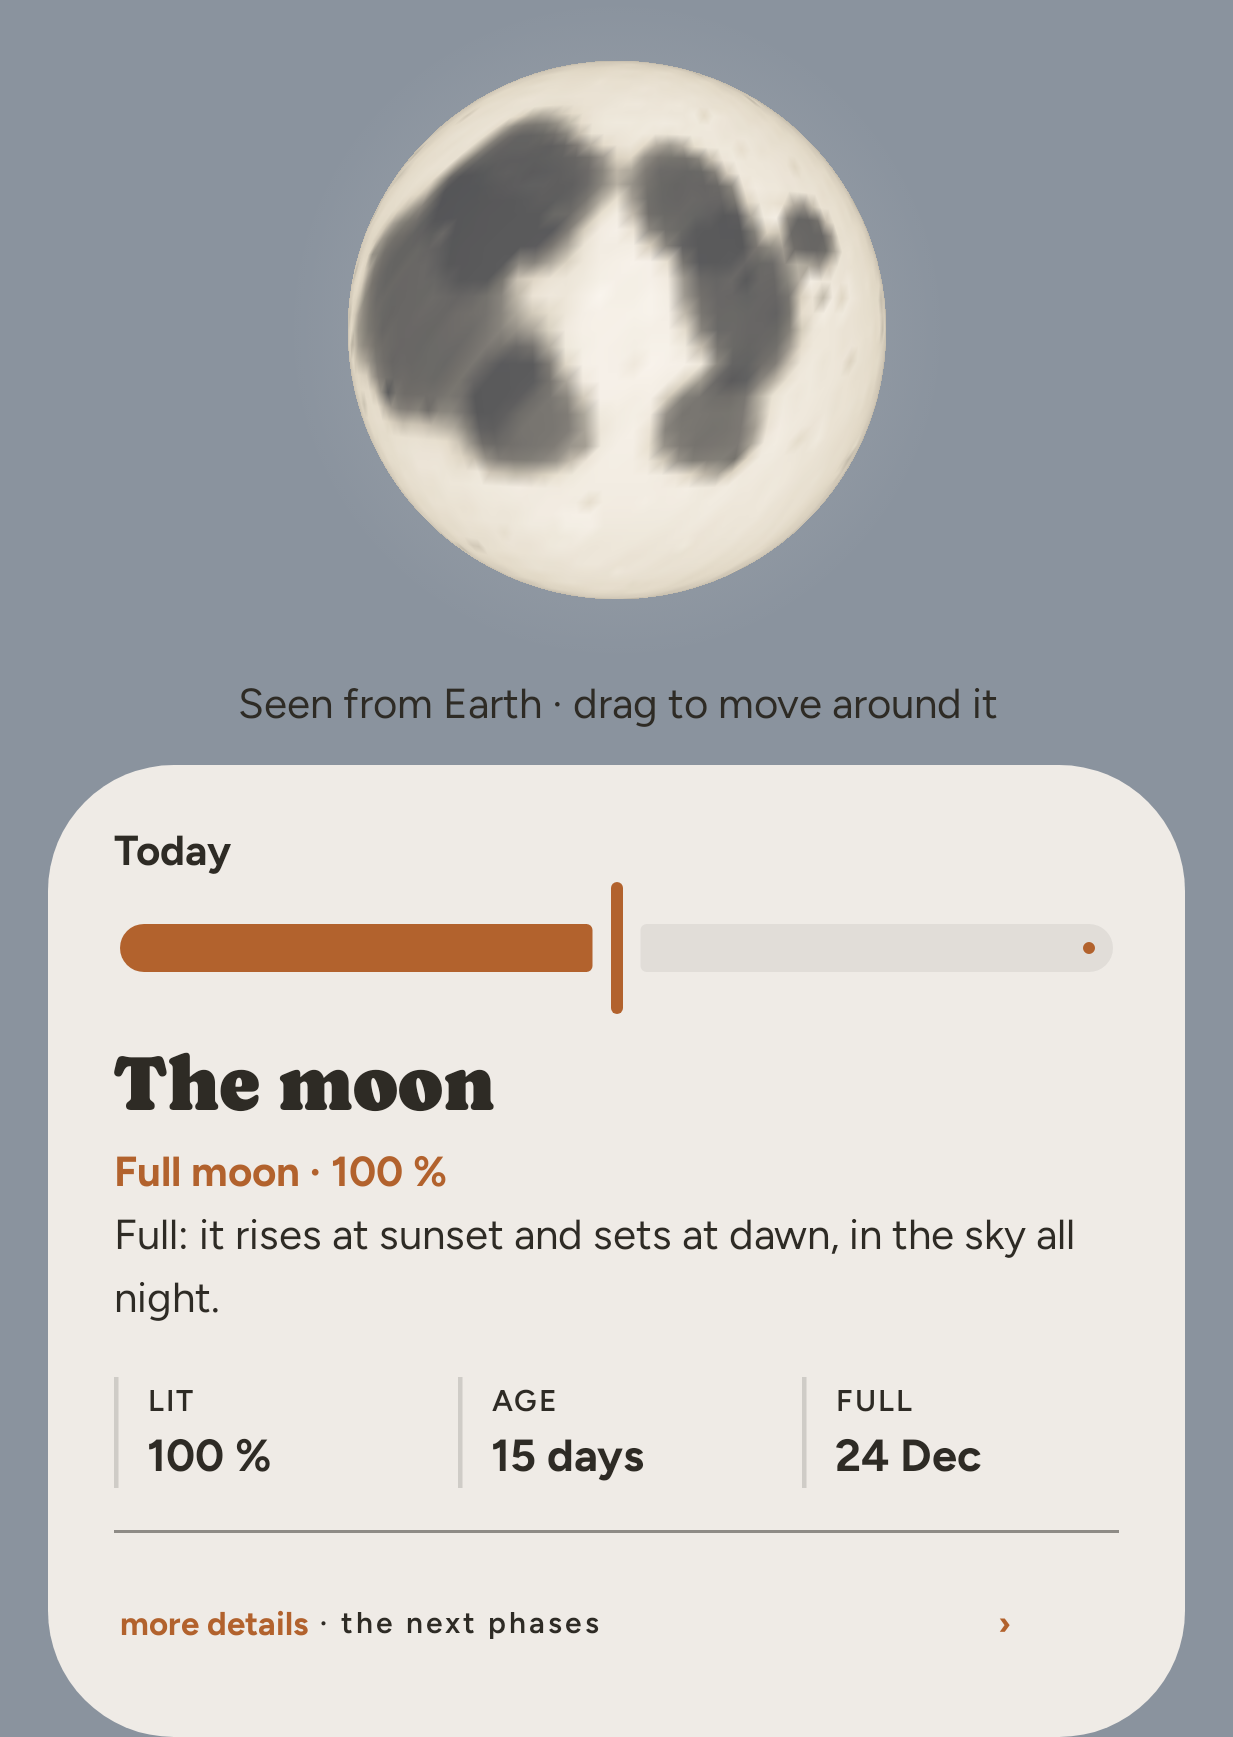 Seen from Earth · drag to move around it
Today
The moon
Full moon · 100 %
Full: it rises at sunset and sets at dawn, in the sky all
night.
LIT
100 %
AGE
15 days
FULL
24 Dec
more details · the next phases ›